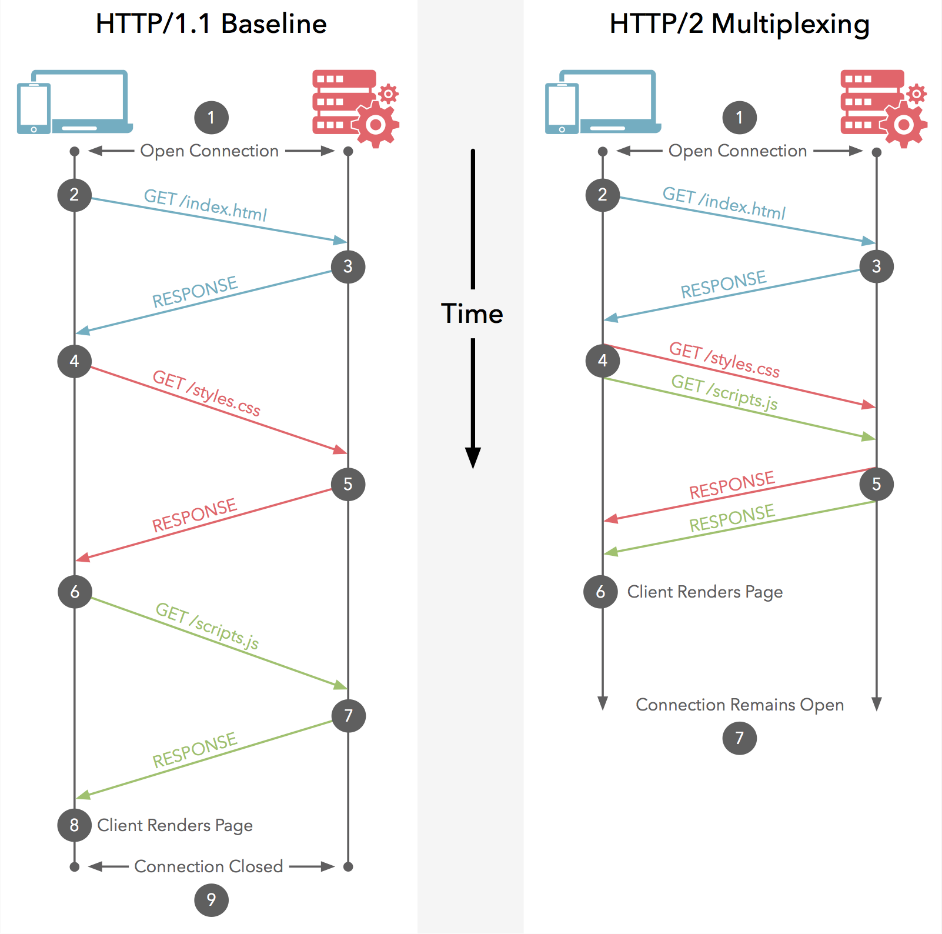 HTTP/1.1 Baseline
1
Open Connection
2
GET /index.html
3
RESPONSE
4
GET /styles.css
5
RESPONSE
6
GET /scripts.js
7
RESPONSE
8
Client Renders Page
Connection Closed
9
Time
HTTP/2 Multiplexing
1
Open Connection
2
GET /index.html
3
RESPONSE
4
GET /styles.css
GET /scripts.js
5
RESPONSE
RESPONSE
6
Client Renders Page
Connection Remains Open
7